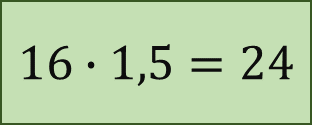 16 · 1,5 = 24